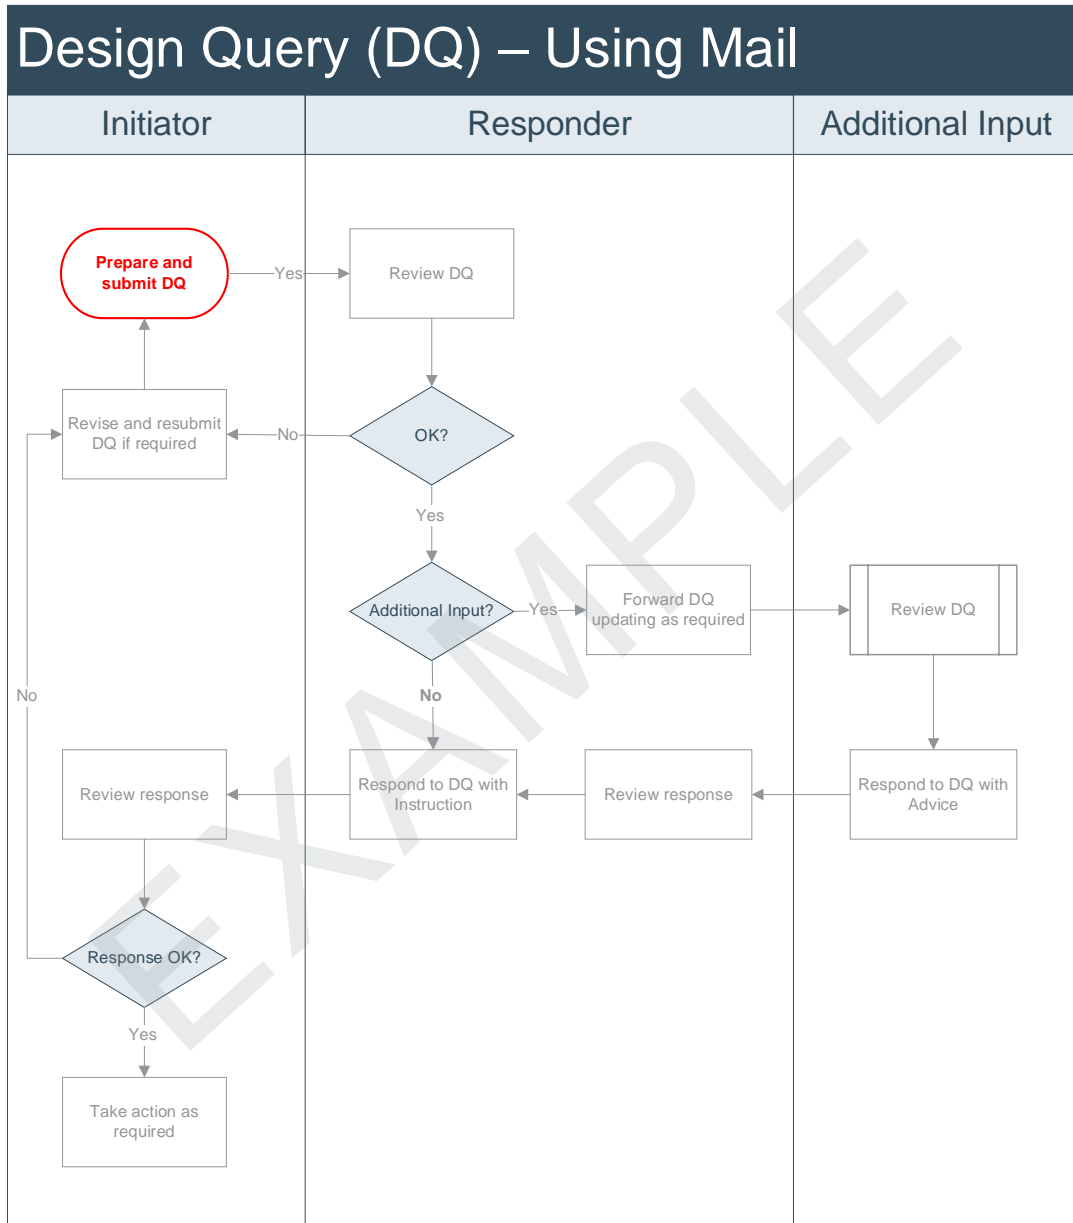 Design Query (DQ) – Using Mail
Initiator
Responder
Additional Input
Prepare and
submit DQ
Yes
Review DQ
Revise and resubmit
DQ if required
No
OK?
Yes
Additional Input?
Yes
Forward DQ
updating as required
Review DQ
No
No
Review response
Respond to DQ with
Instruction
Review response
Respond to DQ with
Advice
Response OK?
Yes
Take action as
required
EXAMPLE